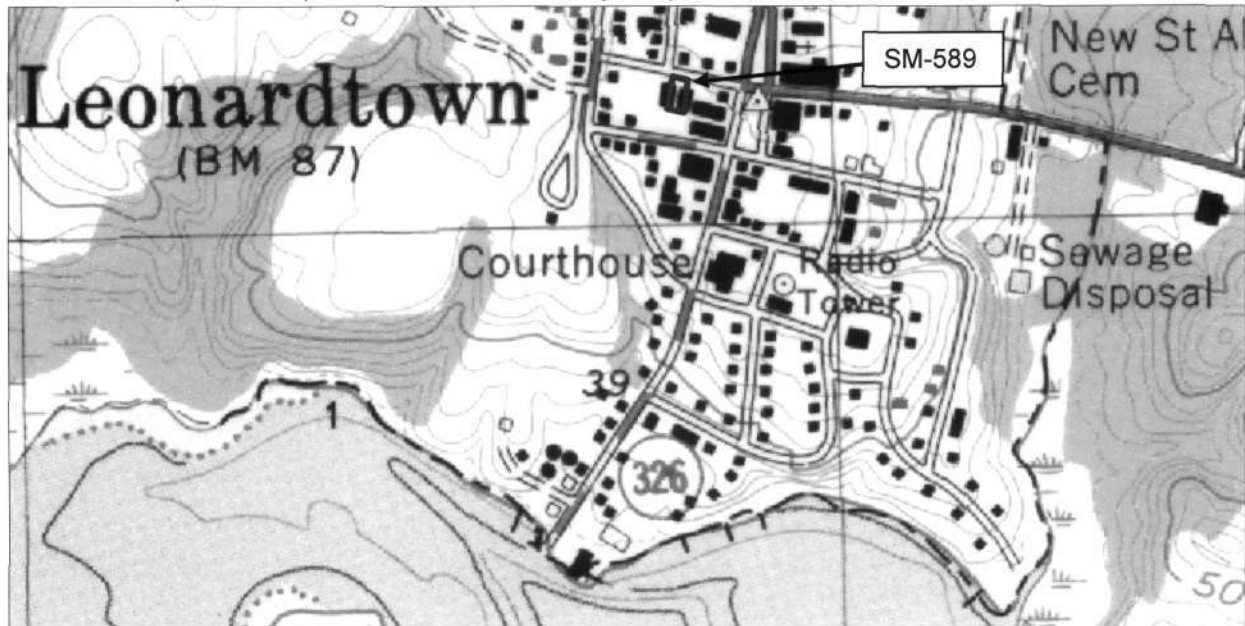 SM-589
New St Al
Cem
Leonardtown
(BM 87)
Courthouse
Radio
Tower
Sewage
Disposal
39
1
326
50